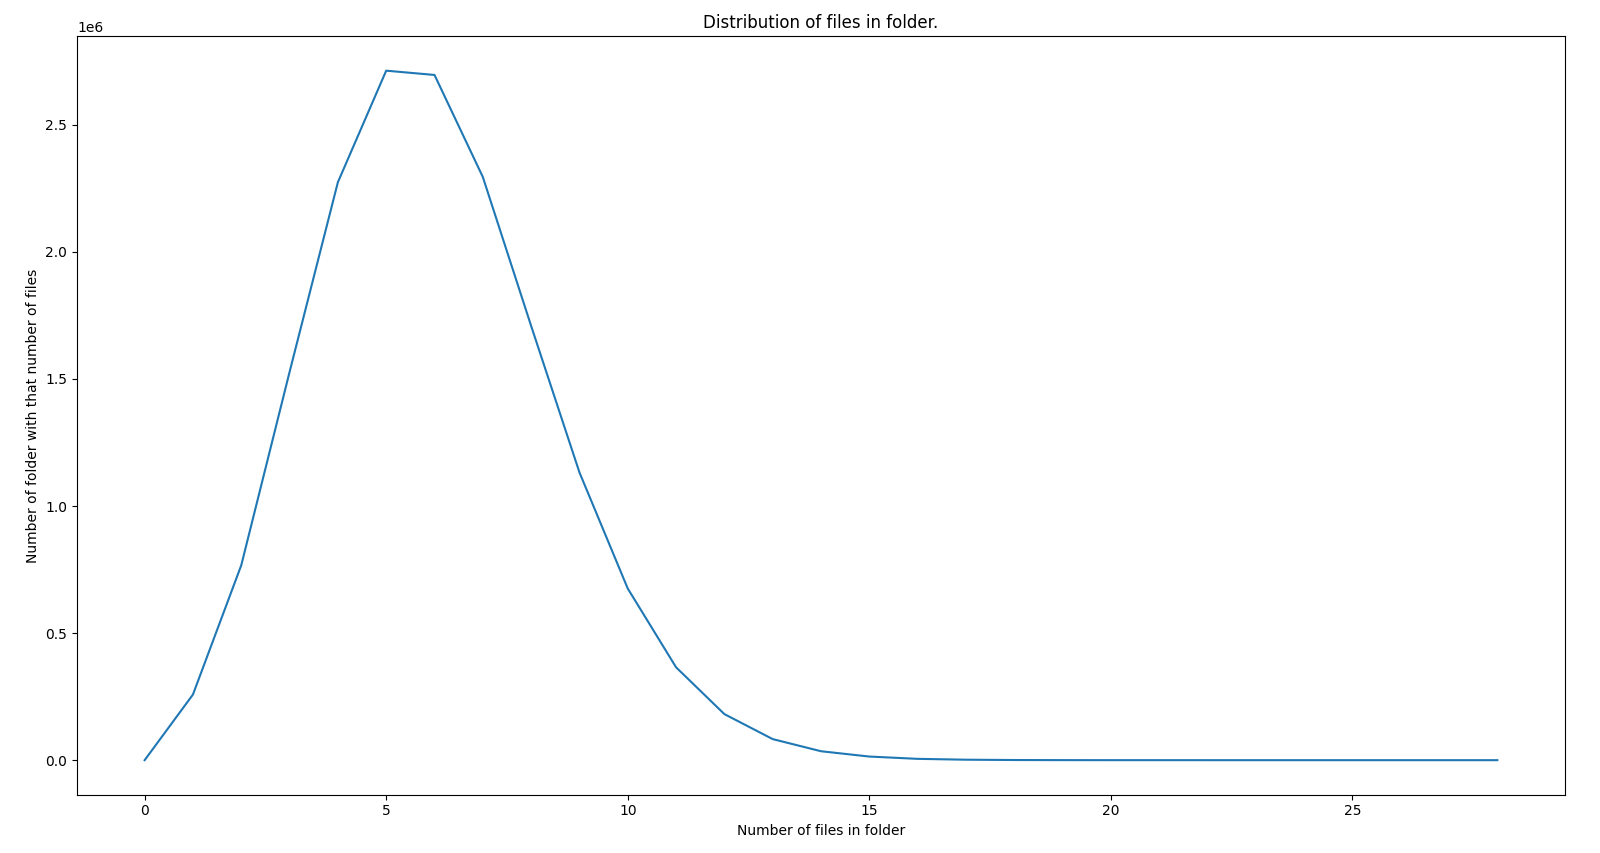 Distribution of files in folder.
1e6
2.5
2.0
1.5
1.0
0.5
0.0
Number of folder with that number of files
0 5 10 15 20 25
Number of files in folder